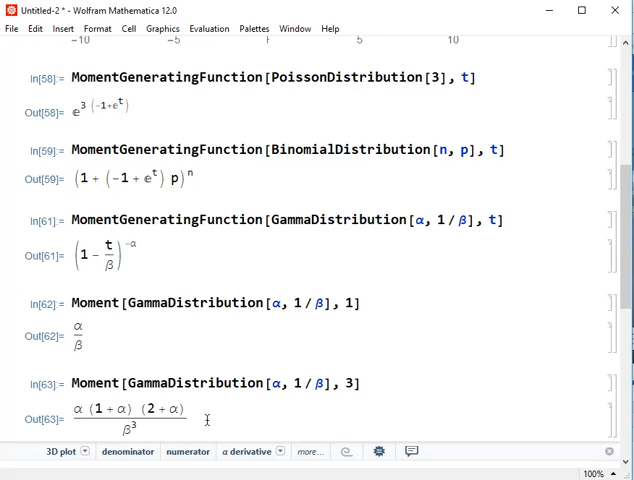 Untitled-2 * - Wolfram Mathematica 12.0
File Edit Insert Format Cell Graphics Evaluation Palettes Window Help
-10 -5 5 10
In[58]:= MomentGeneratingFunction[PoissonDistribution[3], t]
Out[58]= ⅇ^(3 (-1+ⅇ^t))
In[59]:= MomentGeneratingFunction[BinomialDistribution[n, p], t]
Out[59]= (1 + (-1 + ⅇ^t) p)^n
In[61]:= MomentGeneratingFunction[GammaDistribution[α, 1/β], t]
Out[61]= (1 - t/β)^-α
In[62]:= Moment[GammaDistribution[α, 1/β], 1]
Out[62]= α/β
In[63]:= Moment[GammaDistribution[α, 1/β], 3]
Out[63]= α (1+α) (2+α)/β^3
3D plot denominator numerator α derivative more...
100%